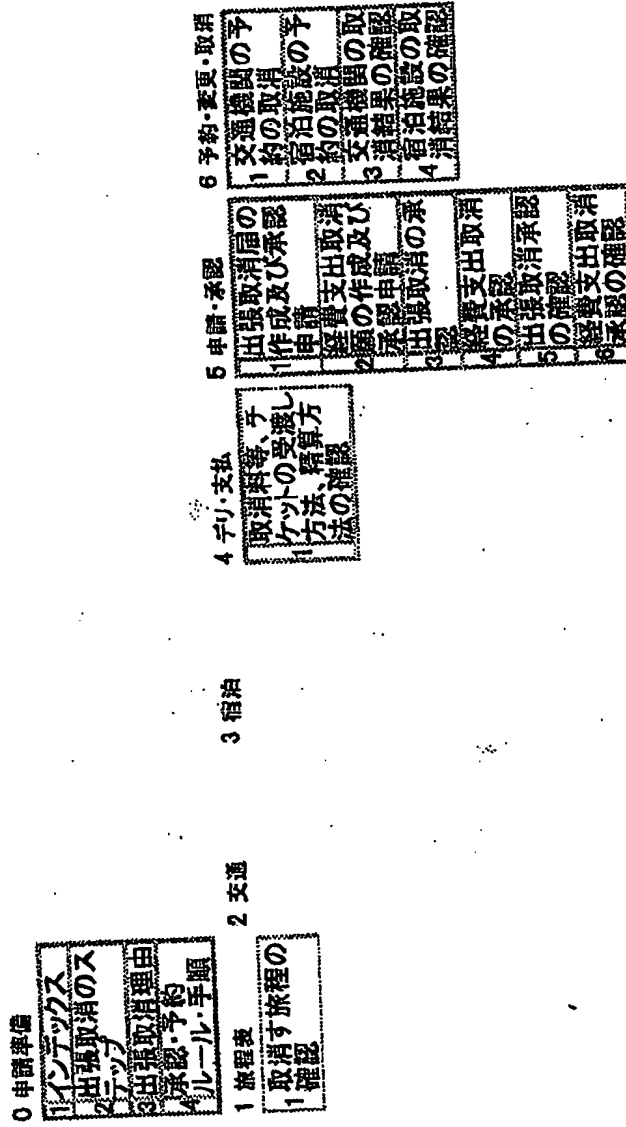 0 申請準備
1 インデックス
2 出張取消のス
テップ
3 出張取消理由
4 承認・予約
ルール・手順
1 旅程表
1 取消す旅程の
確認
2 交通
3 宿泊
4 デリ・支払
1 取消料等、チ
ケットの受渡し
方法、精算方
法の確認
5 申請・承認
1 出張取消届の
作成及び承認
申請
2 経費支出取消
願の作成及び
承認申請
3 出張取消の承
認
4 経費支出取消
の承認
5 出張取消承認
の確認
6 経費支出取消
承認の確認
6 予約・変更・取消
1 交通機関の予
約の取消
2 宿泊施設の予
約の取消
3 交通機関の取
消結果の確認
4 宿泊施設の取
消結果の確認